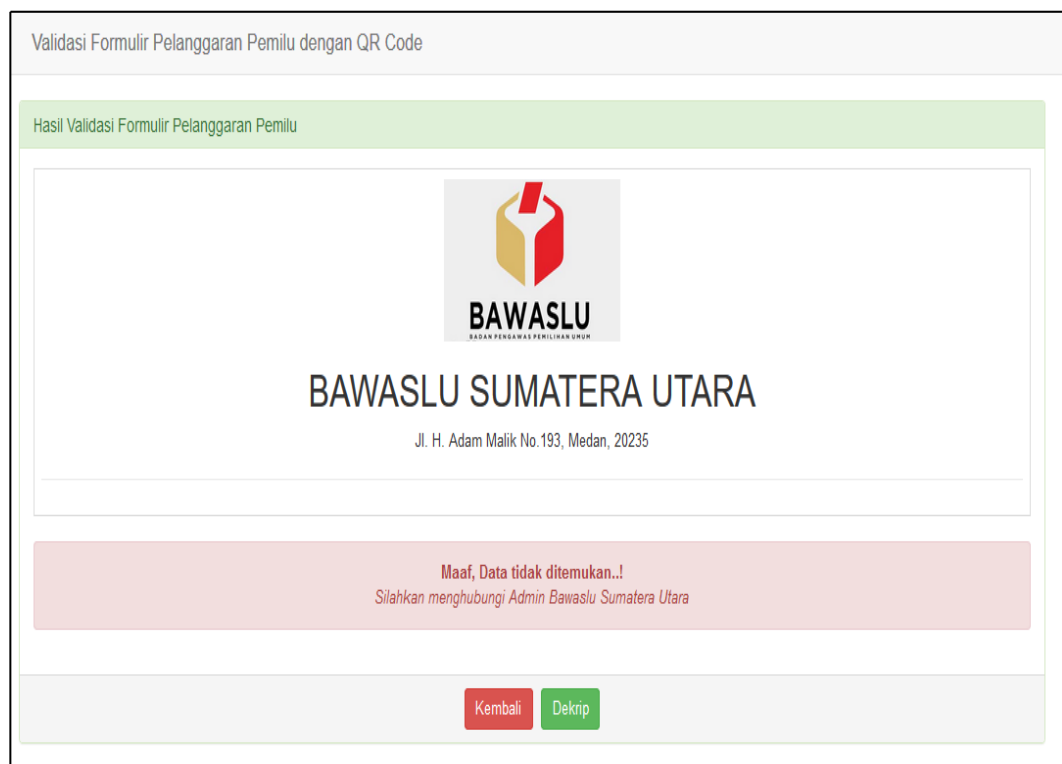 Validasi Formulir Pelanggaran Pemilu dengan QR Code
Hasil Validasi Formulir Pelanggaran Pemilu
BAWASLU
BADAN PENGAWAS PEMILIHAN UMUM
BAWASLU SUMATERA UTARA
Jl. H. Adam Malik No.193, Medan, 20235
Maaf, Data tidak ditemukan..!
Silahkan menghubungi Admin Bawaslu Sumatera Utara
Kembali Dekrip